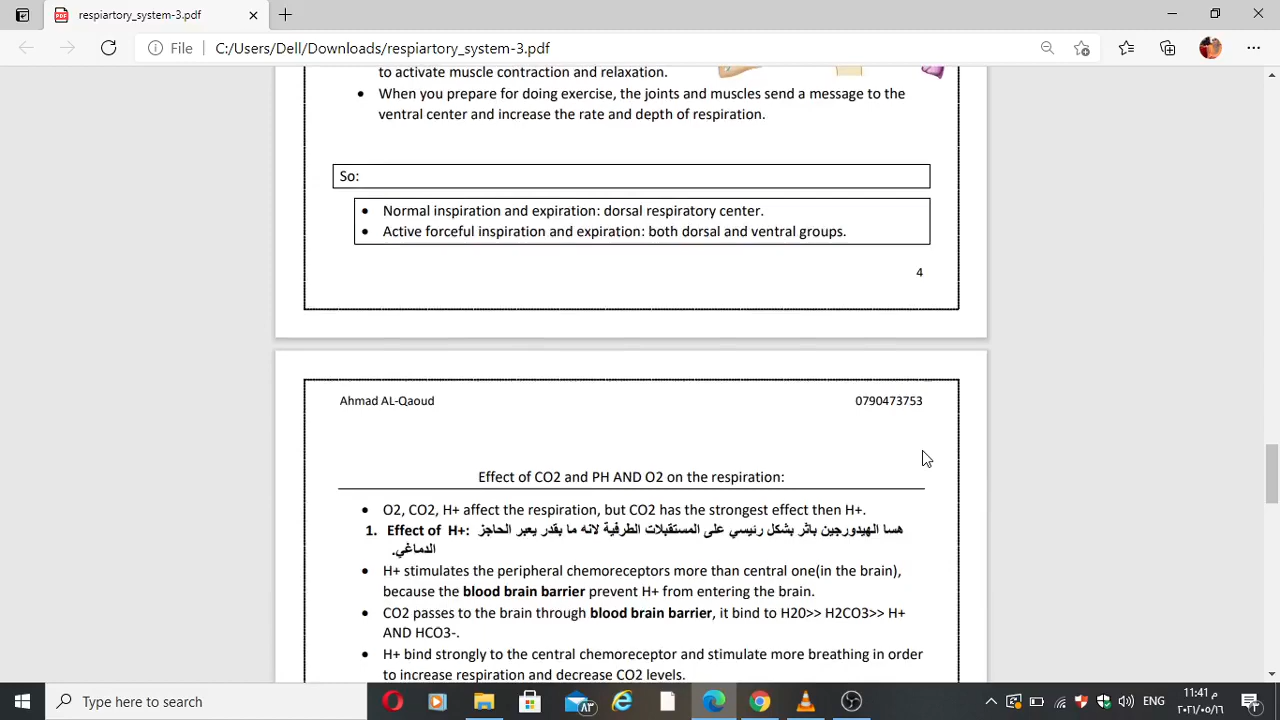 respiartory_system-3.pdf
File
C:/Users/Dell/Downloads/respiartory_system-3.pdf
to activate muscle contraction and relaxation.
• When you prepare for doing exercise, the joints and muscles send a message to the
ventral center and increase the rate and depth of respiration.
So:
• Normal inspiration and expiration: dorsal respiratory center.
• Active forceful inspiration and expiration: both dorsal and ventral groups.
4
Ahmad AL-Qaoud 0790473753
Effect of CO2 and PH AND O2 on the respiration:
• O2, CO2, H+ affect the respiration, but CO2 has the strongest effect then H+.
1. Effect of H+: هسا الهيدورجين باثر بشكل رئيسي على المستقبلات الطرفية لانه ما بقدر يعبر الحاجز
الدماغي.
• H+ stimulates the peripheral chemoreceptors more than central one(in the brain),
because the blood brain barrier prevent H+ from entering the brain.
• CO2 passes to the brain through blood brain barrier, it bind to H20>> H2CO3>> H+
AND HCO3-.
• H+ bind strongly to the central chemoreceptor and stimulate more breathing in order
to increase respiration and decrease CO2 levels.
Type here to search
٨٣
ENG
م 11:41
٢٠٢١/٠٥/١٦